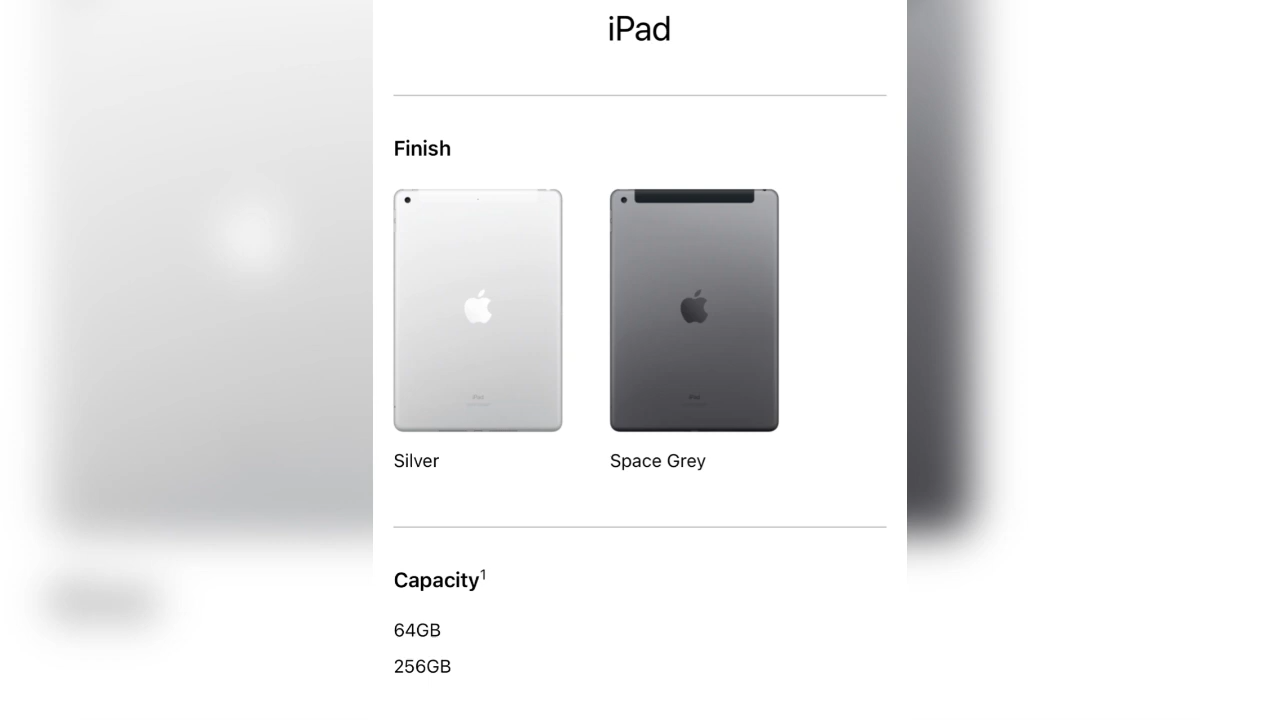 iPad
Finish
Silver
Space Grey
Capacity1
64GB
256GB